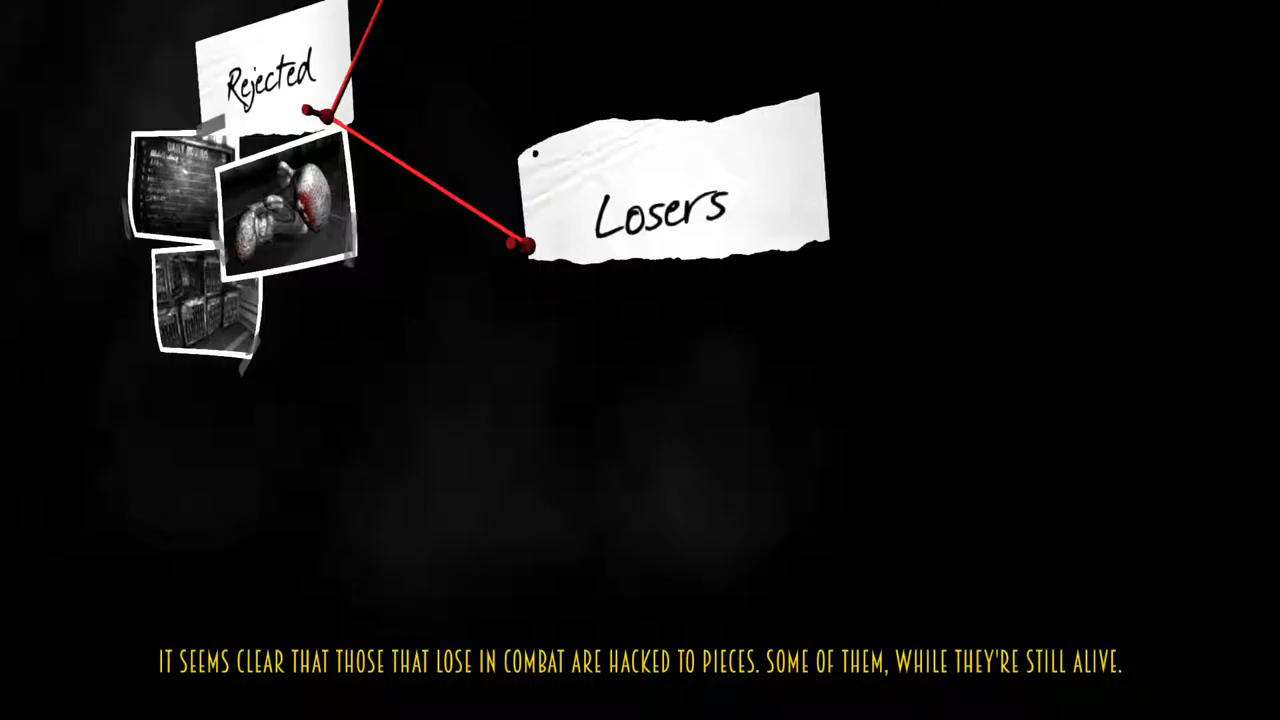 Rejected
DAILY
Losers
IT SEEMS CLEAR THAT THOSE THAT LOSE IN COMBAT ARE HACKED TO PIECES. SOME OF THEM, WHILE THEY'RE STILL ALIVE.